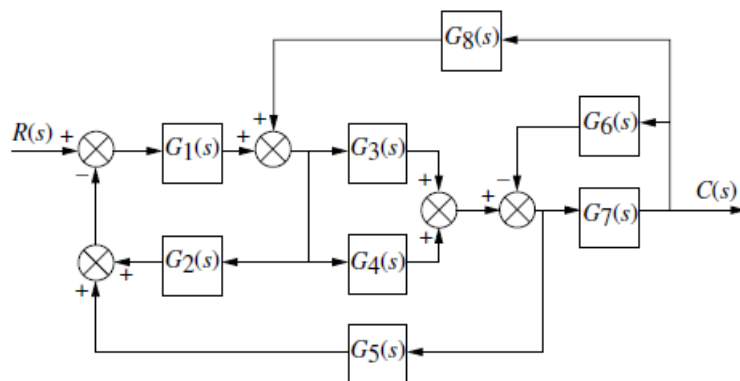 G8(s)
G6(s)
R(s) + + + C(s)
G1(s) G3(s)
− + + −
G7(s)
+ + +
G2(s) G4(s)
G5(s)